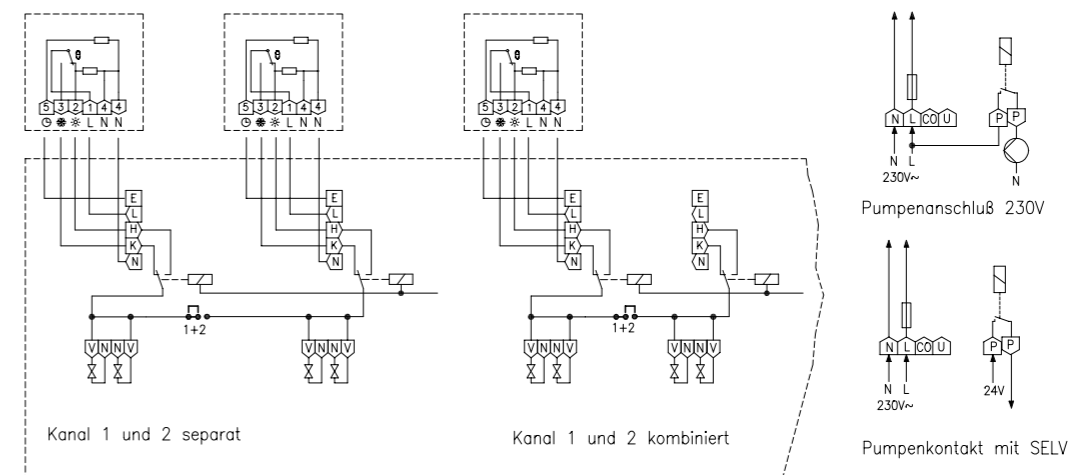 5 3 2 1 4 4
L N N
5 3 2 1 4 4
L N N
5 3 2 1 4 4
L N N
E
L
H
K
N
E
L
H
K
N
E
L
H
K
N
E
L
H
K
N
1+2
1+2
V N N V
V N N V
V N N V
V N N V
Kanal 1 und 2 separat
Kanal 1 und 2 kombiniert
N L CO U
P P
N L
230V~
N
Pumpenanschluß 230V
N L CO U
P P
N L
230V~
24V
Pumpenkontakt mit SELV